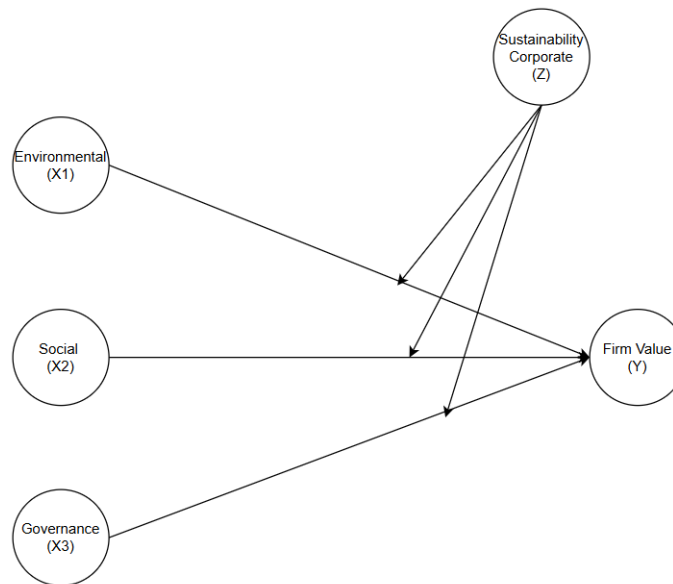 Sustainability
Corporate
(Z)
Environmental
(X1)
Social
(X2)
Firm Value
(Y)
Governance
(X3)